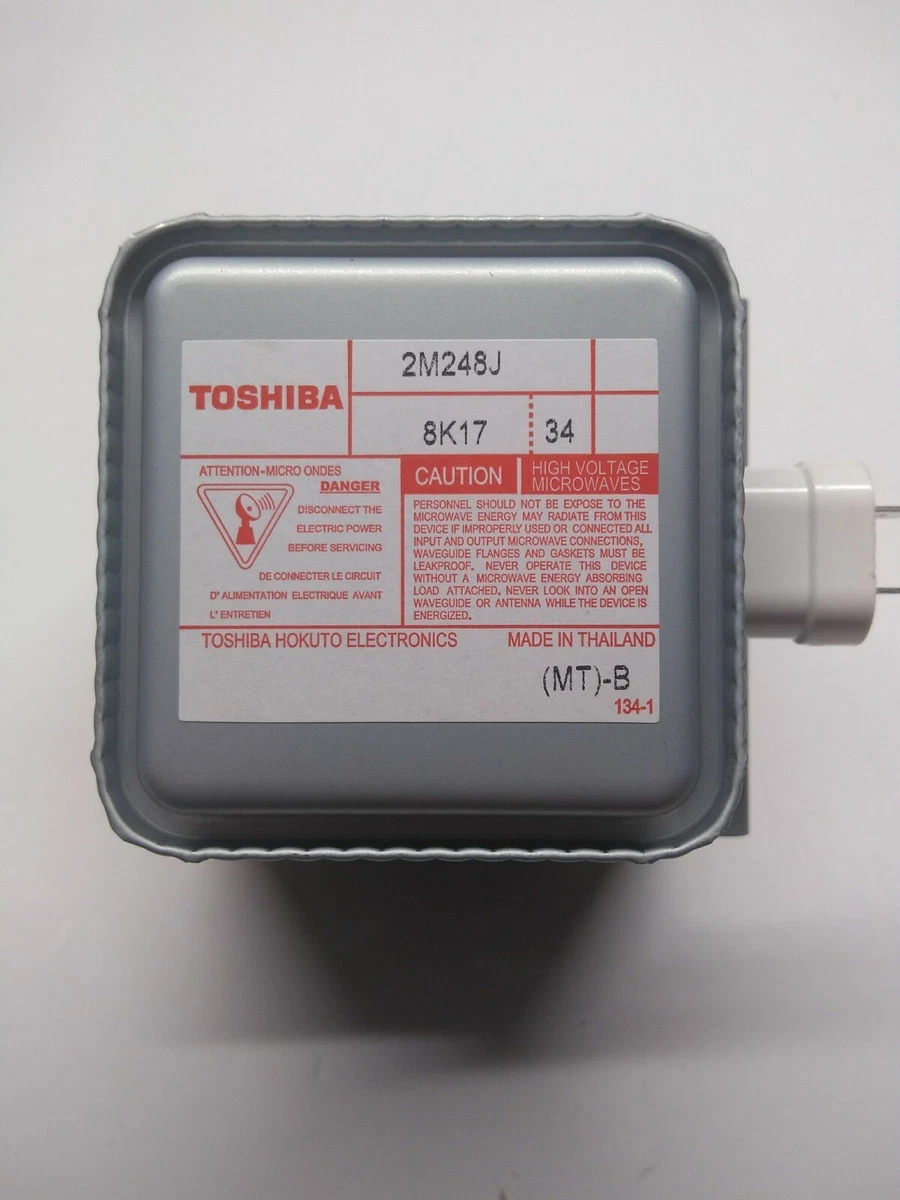 TOSHIBA
2M248J
8K17
34
ATTENTION-MICRO ONDES
DANGER
DISCONNECT THE
ELECTRIC POWER
BEFORE SERVICING
DE CONNECTER LE CIRCUIT
D' ALIMENTATION ELECTRIQUE AVANT
L' ENTRETIEN
CAUTION
HIGH VOLTAGE
MICROWAVES
PERSONNEL SHOULD NOT BE EXPOSE TO THE
MICROWAVE ENERGY MAY RADIATE FROM THIS
DEVICE IF IMPROPERLY USED OR CONNECTED ALL
INPUT AND OUTPUT MICROWAVE CONNECTIONS,
WAVEGUIDE FLANGES AND GASKETS MUST BE
LEAKPROOF. NEVER OPERATE THIS DEVICE
WITHOUT A MICROWAVE ENERGY ABSORBING
LOAD ATTACHED. NEVER LOOK INTO AN OPEN
WAVEGUIDE OR ANTENNA WHILE THE DEVICE IS
ENERGIZED.
TOSHIBA HOKUTO ELECTRONICS
MADE IN THAILAND
(MT)-B
134-1